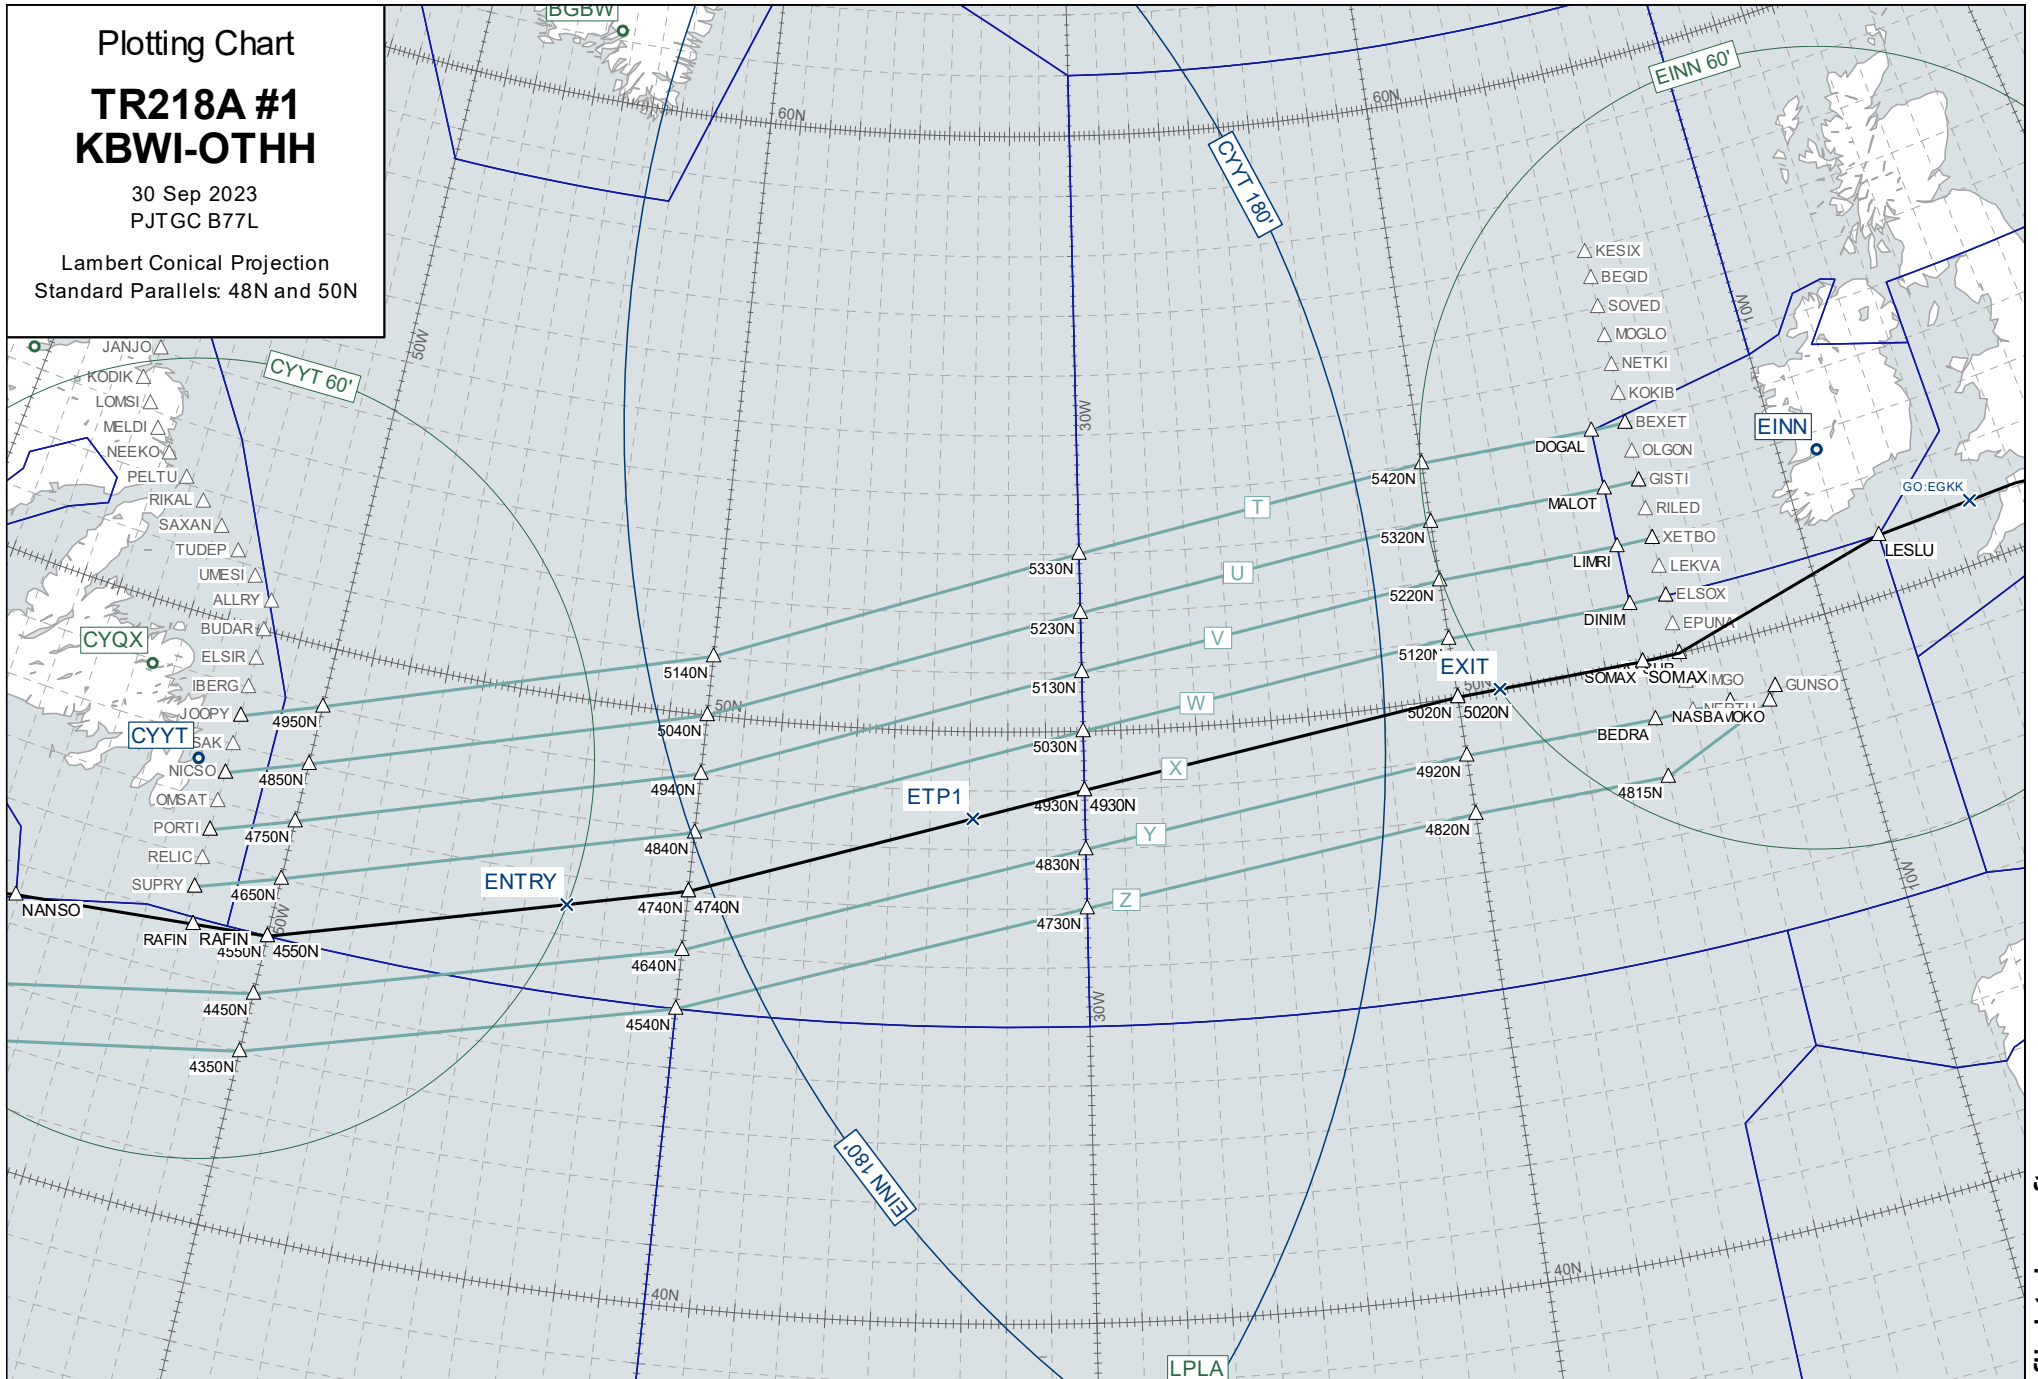 Plotting Chart
TR218A #1
KBWI-OTHH
30 Sep 2023
PJTGC B77L
Lambert Conical Projection
Standard Parallels: 48N and 50N
BGBW
60N
60N
EINN 60'
CYYT 180'
KESIX
BEGID
SOVED
MOGLO
NETKI
KOKIB
BEXET
OLGON
GISTI
RILED
XETBO
LEKVA
ELSOX
EPUNA
10W
50W
30W
JANJO
KODIK
LOMSI
MELDI
NEEKO
PELTU
RIKAL
SAXAN
TUDEP
UMESI
ALLRY
BUDAR
ELSIR
IBERG
JOOPY
SAK
NICSO
OMSAT
PORTI
RELIC
SUPRY
CYYT 60'
CYQX
CYYT
EINN
GO:EGKK
LESLU
DOGAL
MALOT
LIMRI
DINIM
5420N
5320N
5220N
5120N
T
U
V
W
X
Y
Z
5330N
5230N
5130N
5030N
4930N
4930N
4830N
4730N
5140N
5040N
4940N
4840N
4740N
4740N
4640N
4540N
50N
50N
4950N
4850N
4750N
4650N
4550N
4550N
4450N
4350N
50W
NANSO
RAFIN
RAFIN
ENTRY
ETP1
EXIT
5020N
5020N
4920N
4820N
4815N
SOMAX
SOMAX
GUNSO
NASBA
BEDRA
10W
30W
EINN 180'
40N
40N
LPLA